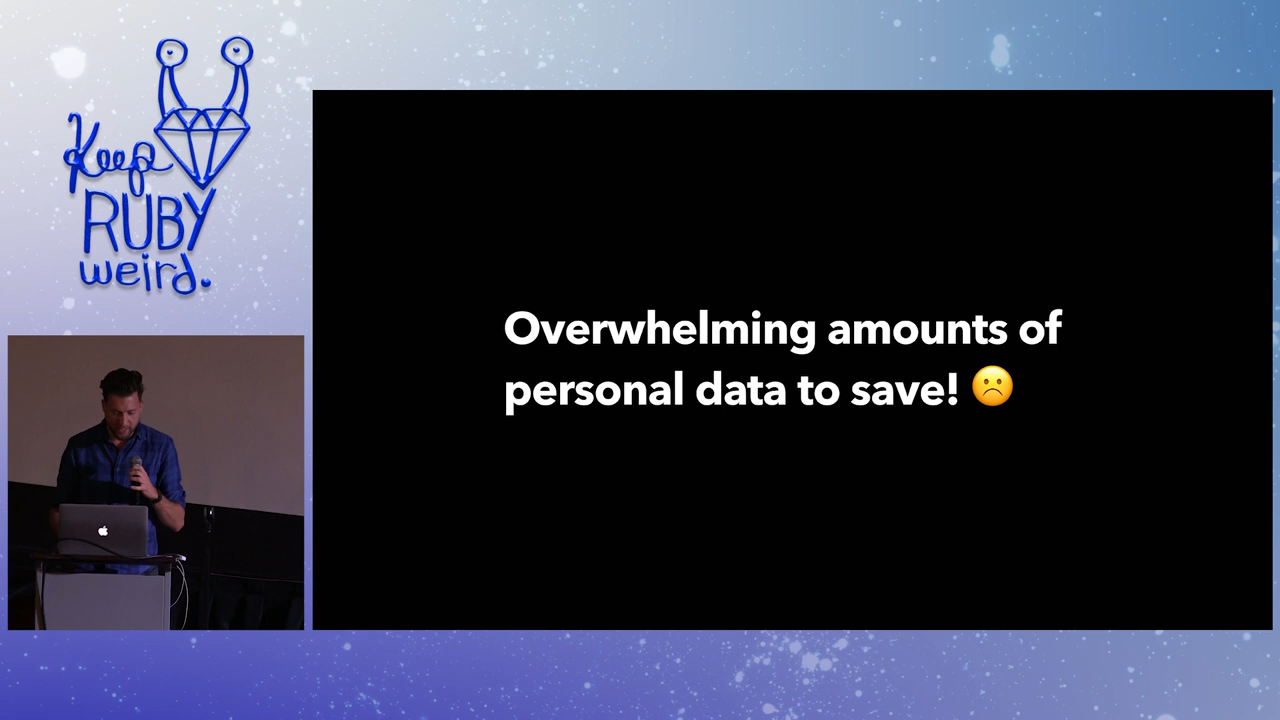 Keep
RUBY
weird.
Overwhelming amounts of
personal data to save! ☹️